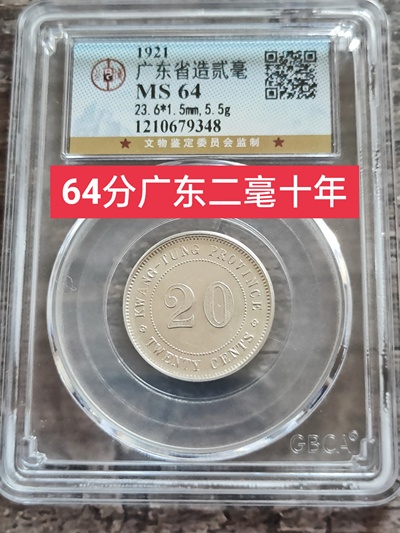 1921
广东省造贰毫
MS 64
23.6*1.5mm,5.5g
1210679348
★ 文物鉴定委员会监制 ★
64分广东二毫十年
KWANG-TUNG PROVINCE
20
TWENTY CENTS
GBCA